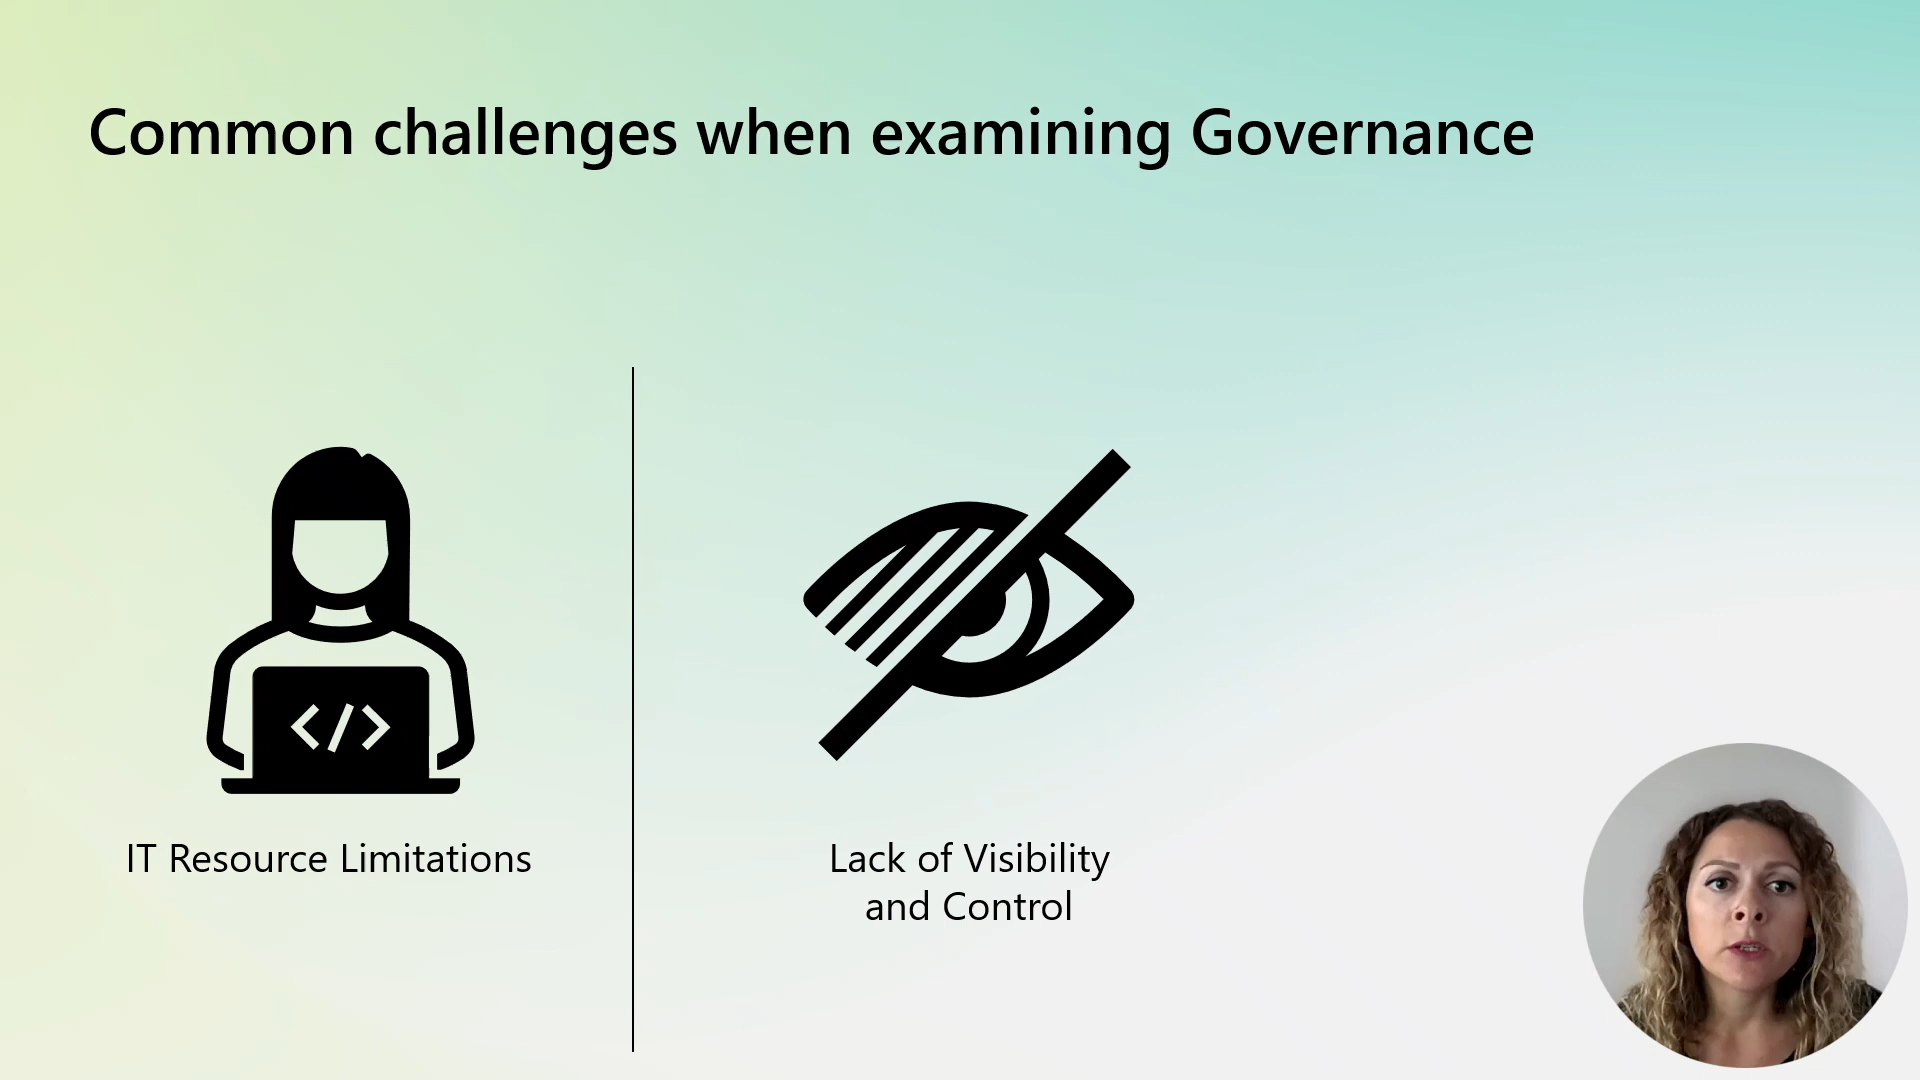 Common challenges when examining Governance
</>
IT Resource Limitations
Lack of Visibility
and Control